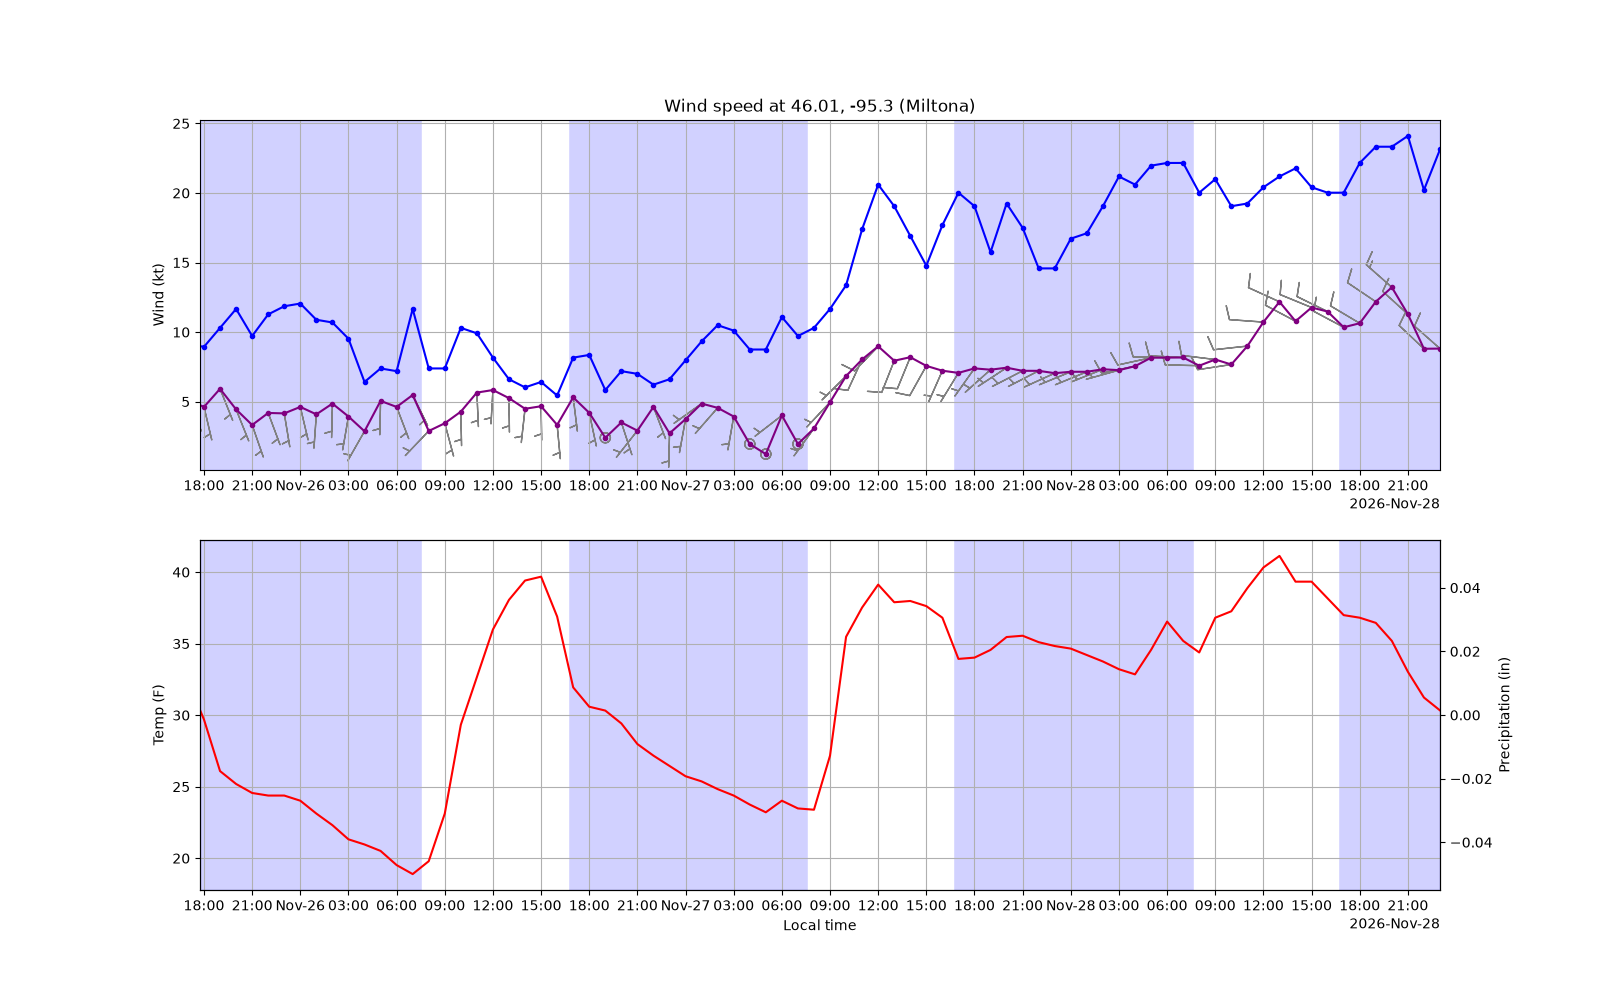 Wind speed at 46.01, -95.3 (Miltona)
25
20
15
10
5
Wind (kt)
18:00 21:00 Nov-26 03:00 06:00 09:00 12:00 15:00 18:00 21:00 Nov-27 03:00 06:00 09:00 12:00 15:00 18:00 21:00 Nov-28 03:00 06:00 09:00 12:00 15:00 18:00 21:00
2026-Nov-28
40
35
30
25
20
Temp (F)
0.04
0.02
0.00
−0.02
−0.04
Precipitation (in)
18:00 21:00 Nov-26 03:00 06:00 09:00 12:00 15:00 18:00 21:00 Nov-27 03:00 06:00 09:00 12:00 15:00 18:00 21:00 Nov-28 03:00 06:00 09:00 12:00 15:00 18:00 21:00
Local time
2026-Nov-28